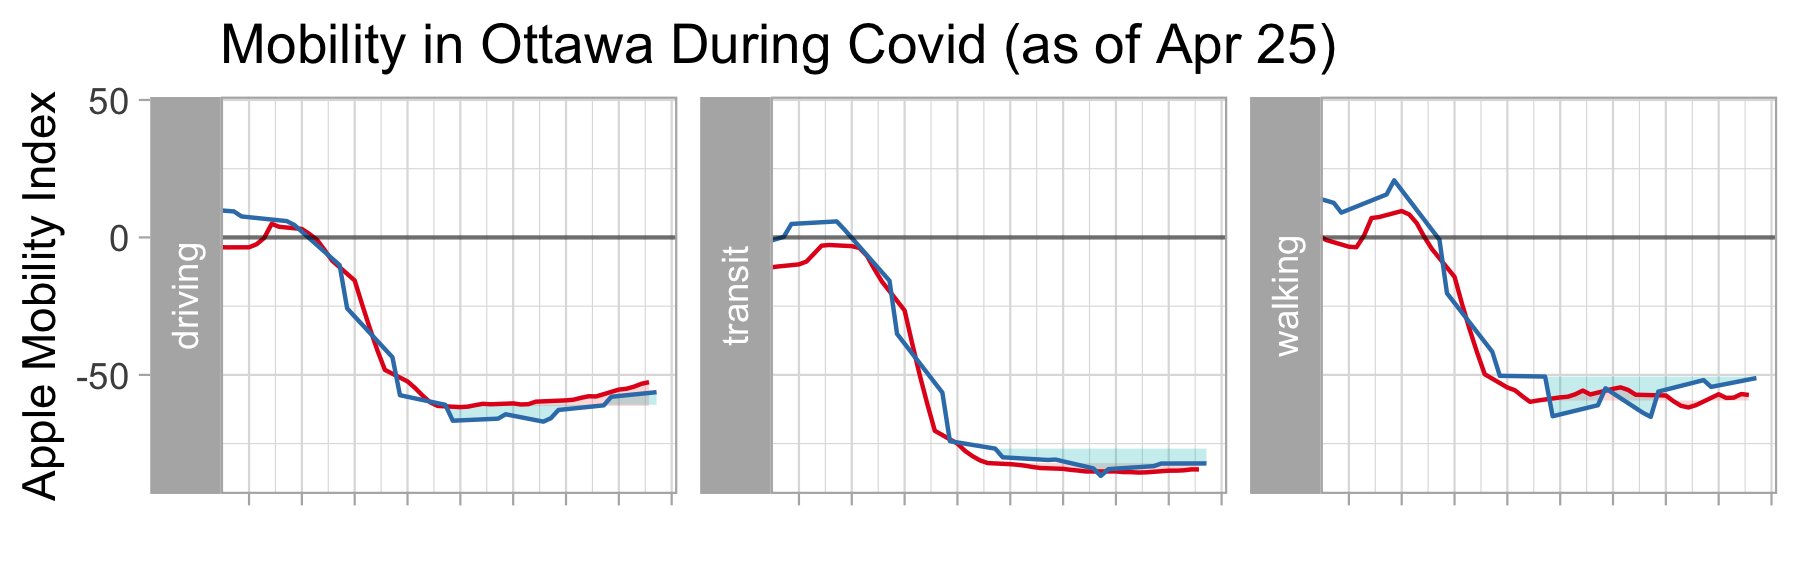 Mobility in Ottawa During Covid (as of Apr 25)
Apple Mobility Index
50
0
-50
driving
transit
walking